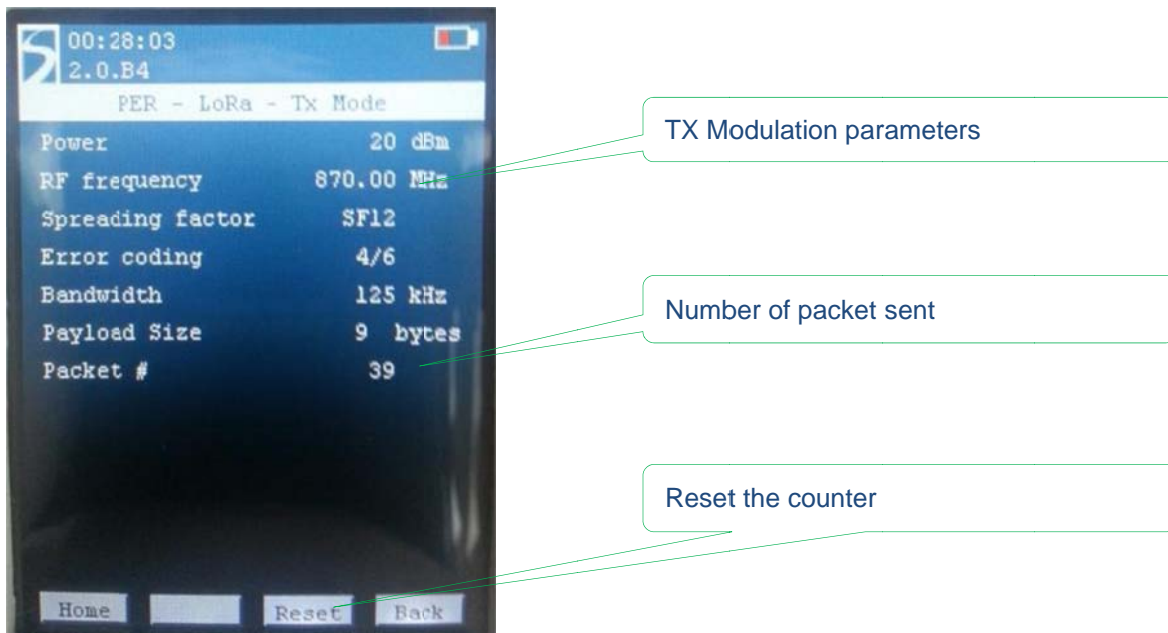 00:28:03
2.0.B4
PER - LoRa - Tx Mode
Power 20 dBm
RF frequency 870.00 MHz
Spreading factor SF12
Error coding 4/6
Bandwidth 125 kHz
Payload Size 9 bytes
Packet # 39
Home Reset Back
TX Modulation parameters
Number of packet sent
Reset the counter